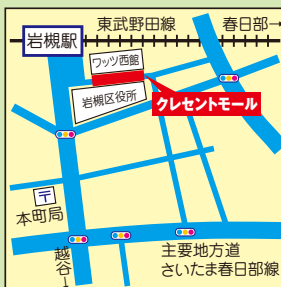 東武野田線
春日部→
岩槻駅
ワッツ西館
岩槻区役所
クレセントモール
〒
本町局
越谷↓
主要地方道
さいたま春日部線